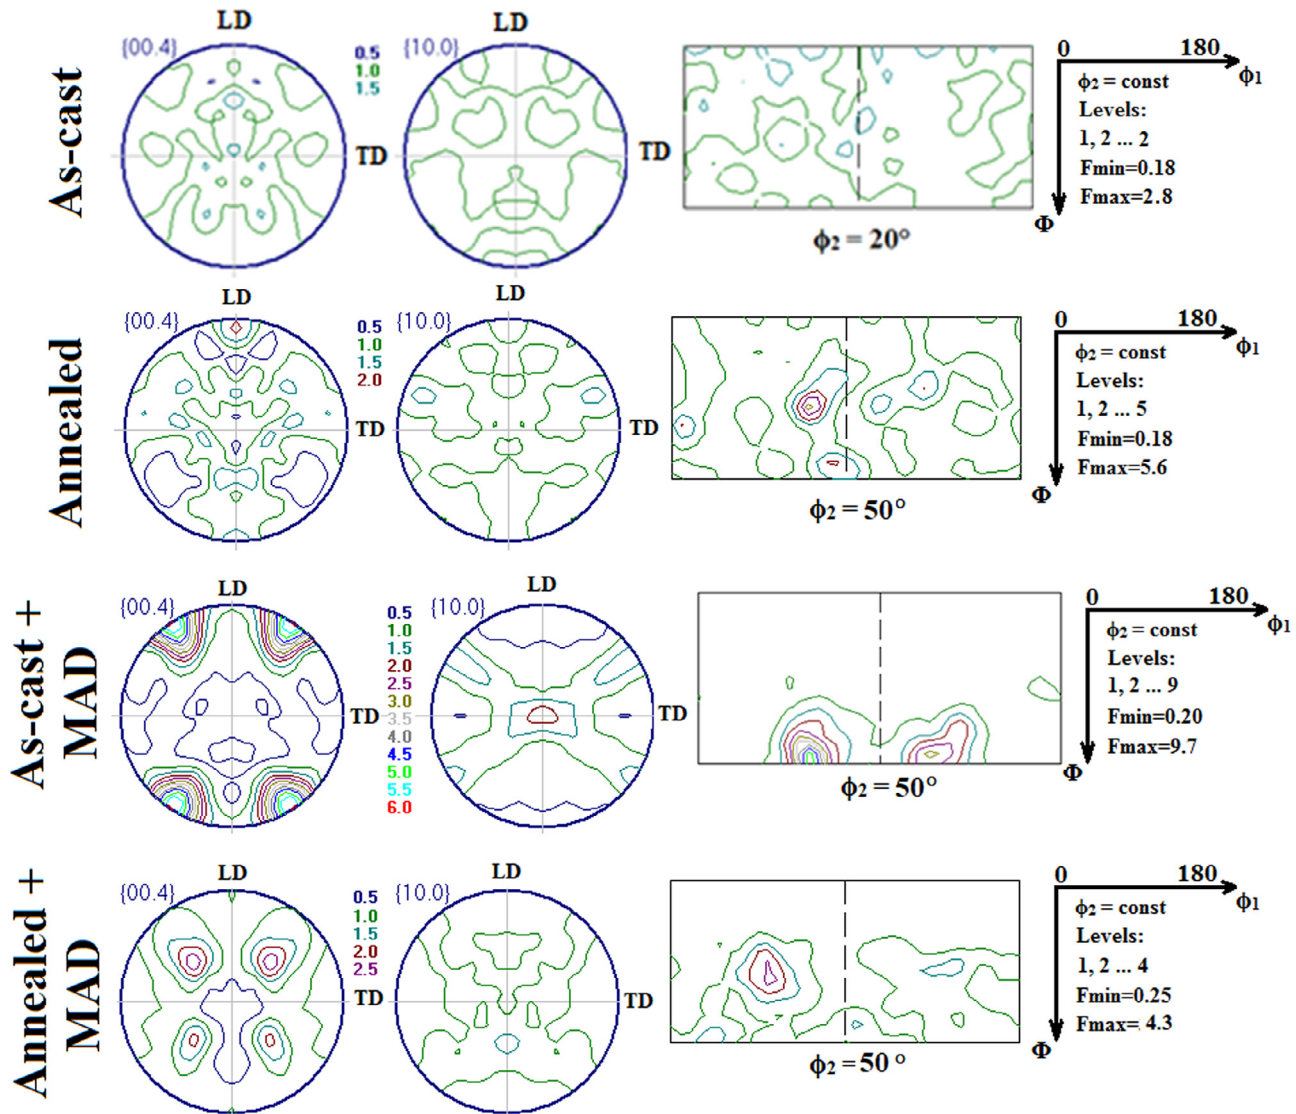 As-cast
LD
{00.4}
0.5
1.0
1.5
TD
{10.0}
TD
ϕ2 = 20°
0 180
ϕ1
ϕ2 = const
Levels:
1, 2 ... 2
Fmin=0.18
Fmax=2.8
Φ
Annealed
LD
{00.4}
0.5
1.0
1.5
2.0
TD
LD
{10.0}
TD
ϕ2 = 50°
0 180
ϕ1
ϕ2 = const
Levels:
1, 2 ... 5
Fmin=0.18
Fmax=5.6
Φ
As-cast +
MAD
LD
{00.4}
0.5
1.0
1.5
2.0
2.5
3.0
3.5
4.0
4.5
5.0
5.5
6.0
TD
LD
{10.0}
TD
ϕ2 = 50°
0 180
ϕ1
ϕ2 = const
Levels:
1, 2 ... 9
Fmin=0.20
Fmax=9.7
Φ
Annealed +
MAD
LD
{00.4}
0.5
1.0
1.5
2.0
2.5
TD
LD
{10.0}
TD
ϕ2 = 50 °
0 180
ϕ1
ϕ2 = const
Levels:
1, 2 ... 4
Fmin=0.25
Fmax= 4.3
Φ
LD